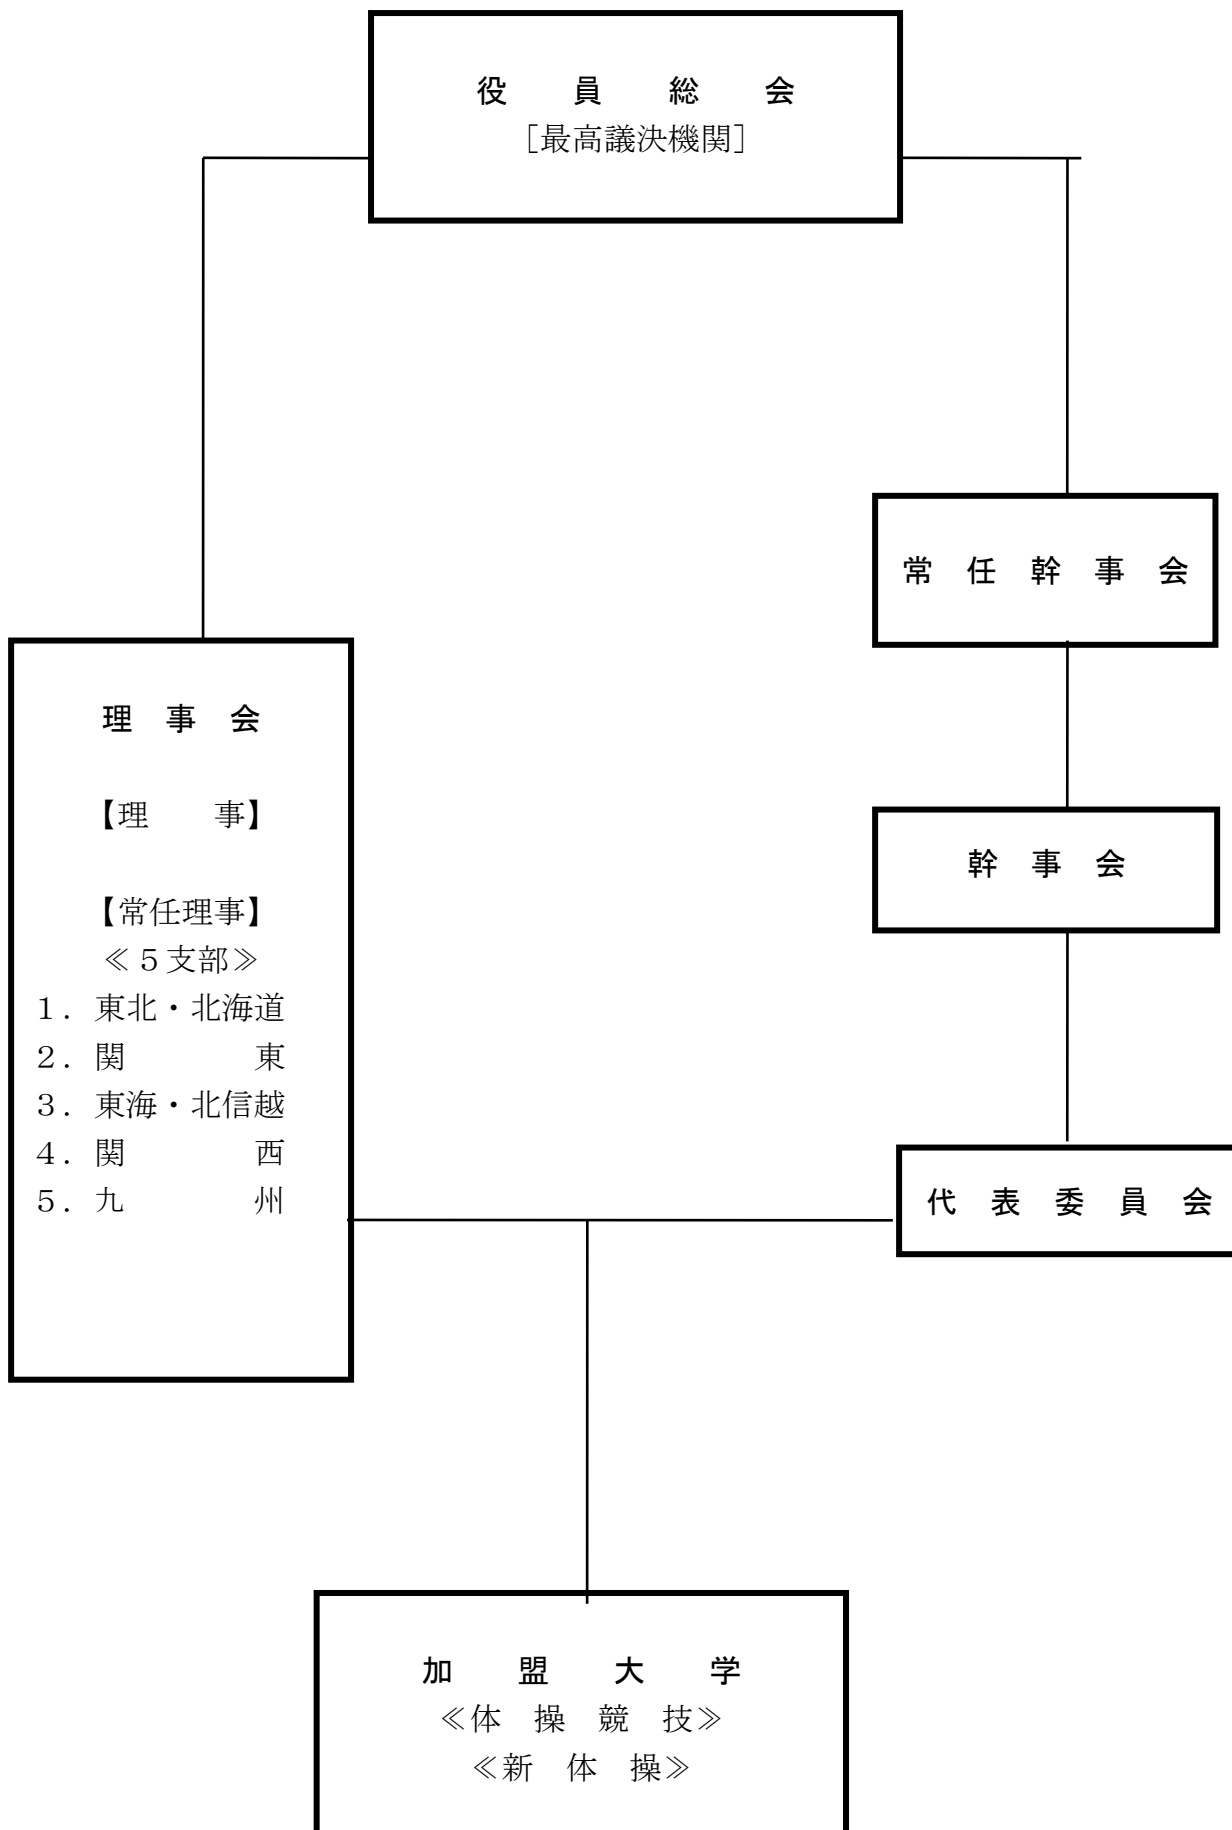 役　員　総　会
［最高議決機関］
常　任　幹　事　会
理　事　会
【理　　事】
【常任理事】
≪５支部≫
１．東北・北海道
２．関　　　　東
３．東海・北信越
４．関　　　　西
５．九　　　　州
幹　事　会
代　表　委　員　会
加　盟　大　学
≪体　操　競　技≫
≪新　体　操≫